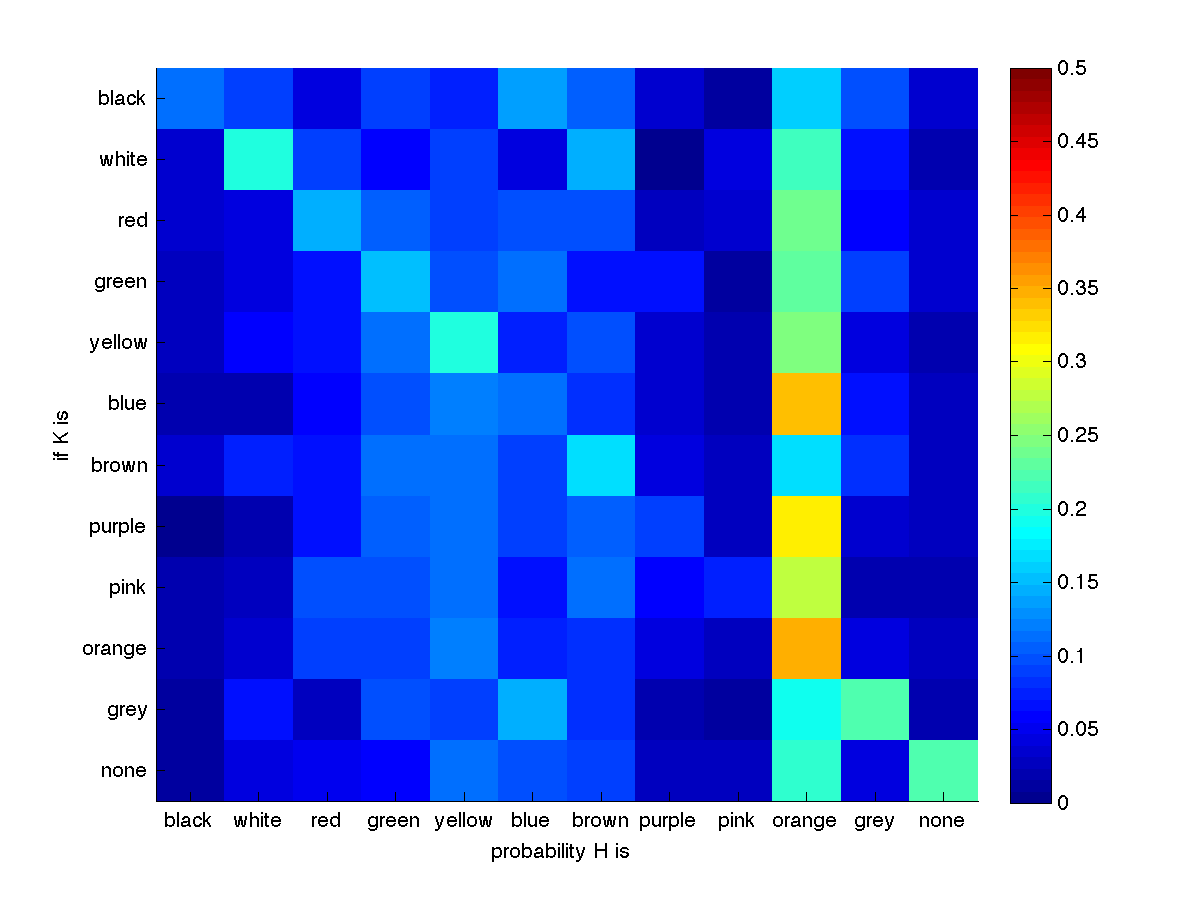 if K is
black
white
red
green
yellow
blue
brown
purple
pink
orange
grey
none
black white red green yellow blue brown purple pink orange grey none
probability H is
0.5
0.45
0.4
0.35
0.3
0.25
0.2
0.15
0.1
0.05
0